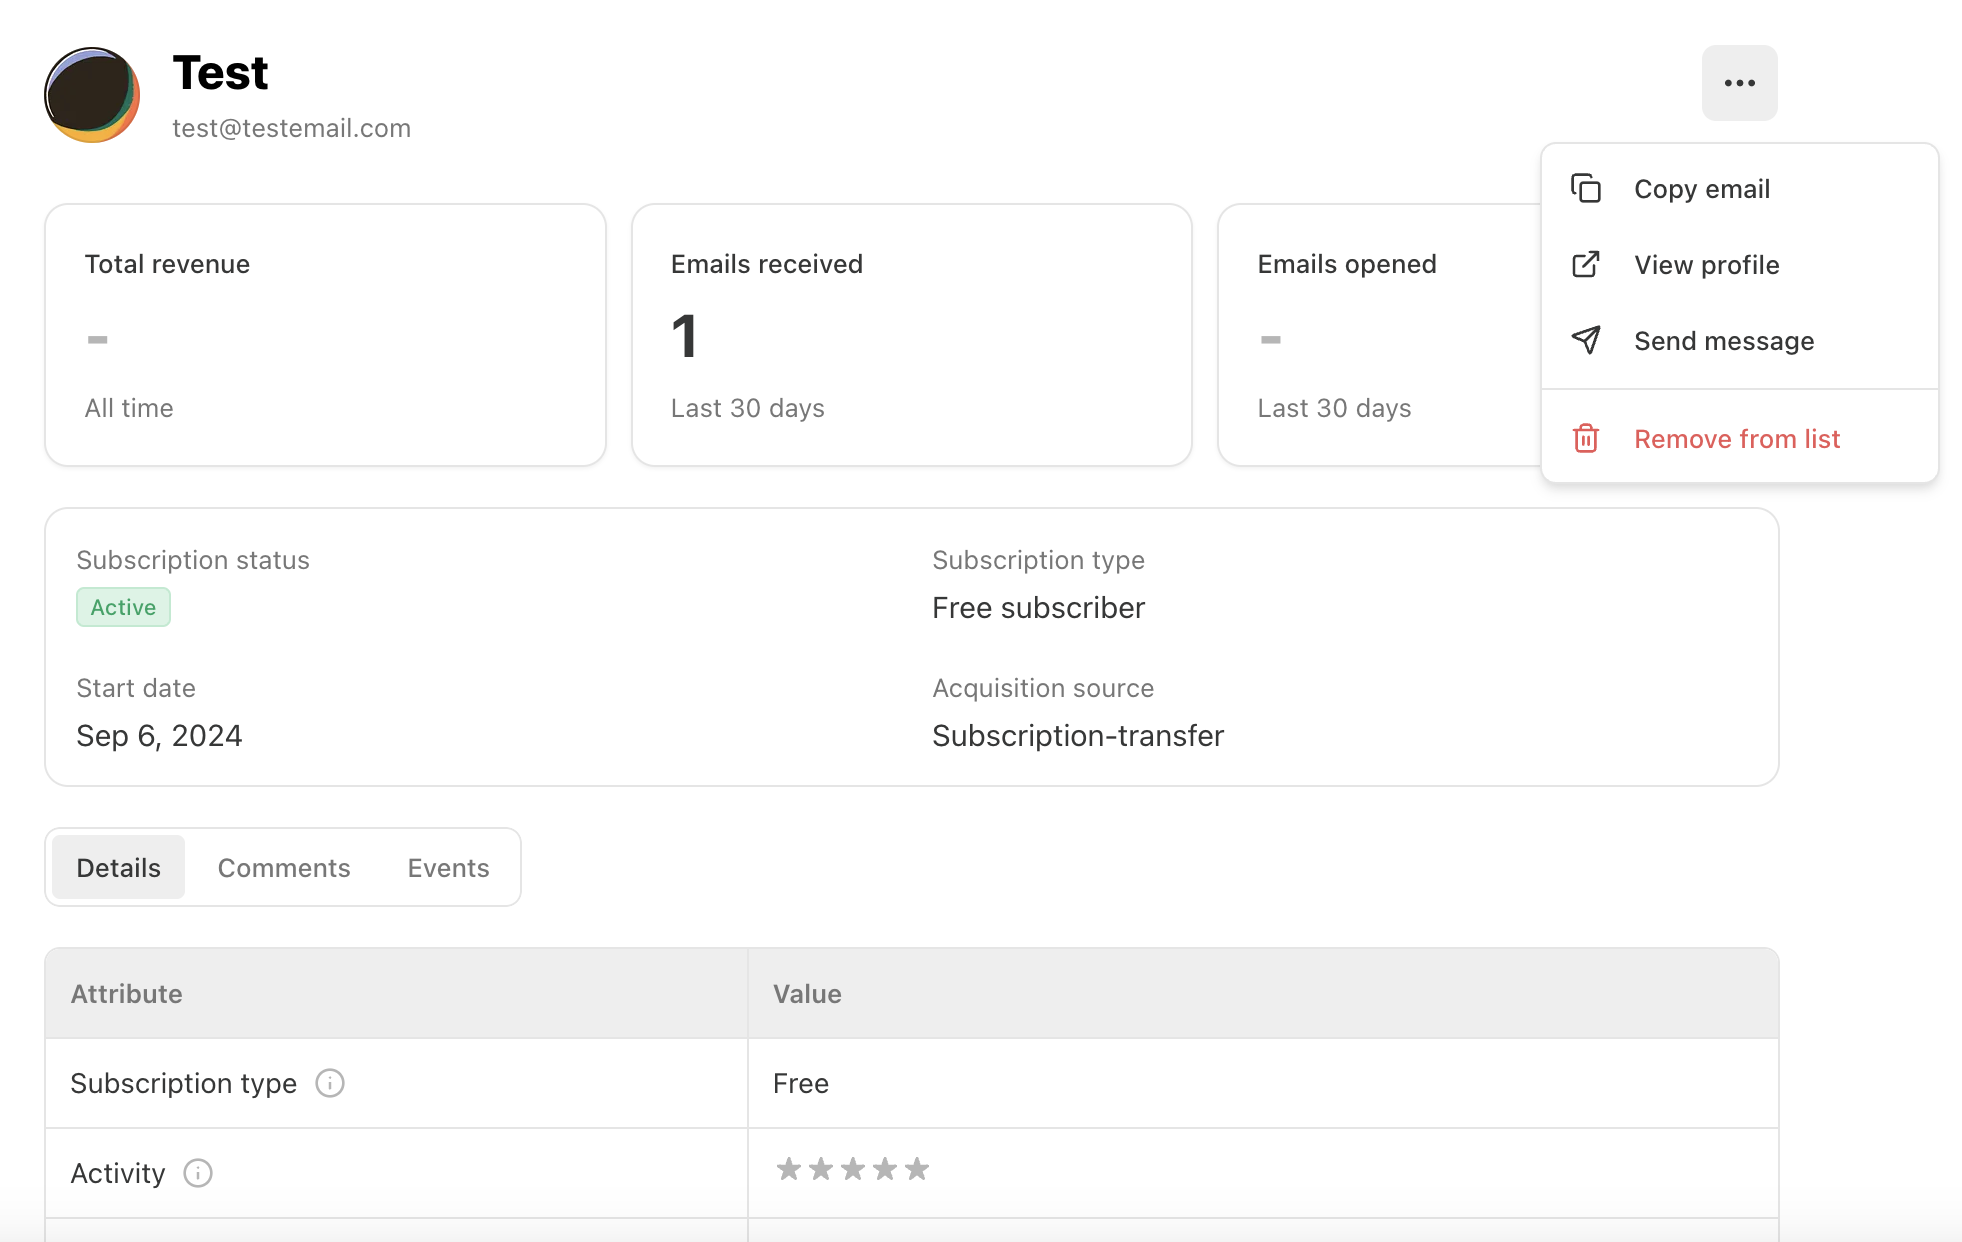 Test
test@testemail.com
Copy email
View profile
Send message
Remove from list
Total revenue
-
All time
Emails received
1
Last 30 days
Emails opened
-
Last 30 days
Subscription status
Active
Subscription type
Free subscriber
Start date
Sep 6, 2024
Acquisition source
Subscription-transfer
Details
Comments
Events
Attribute
Value
Subscription type
Free
Activity